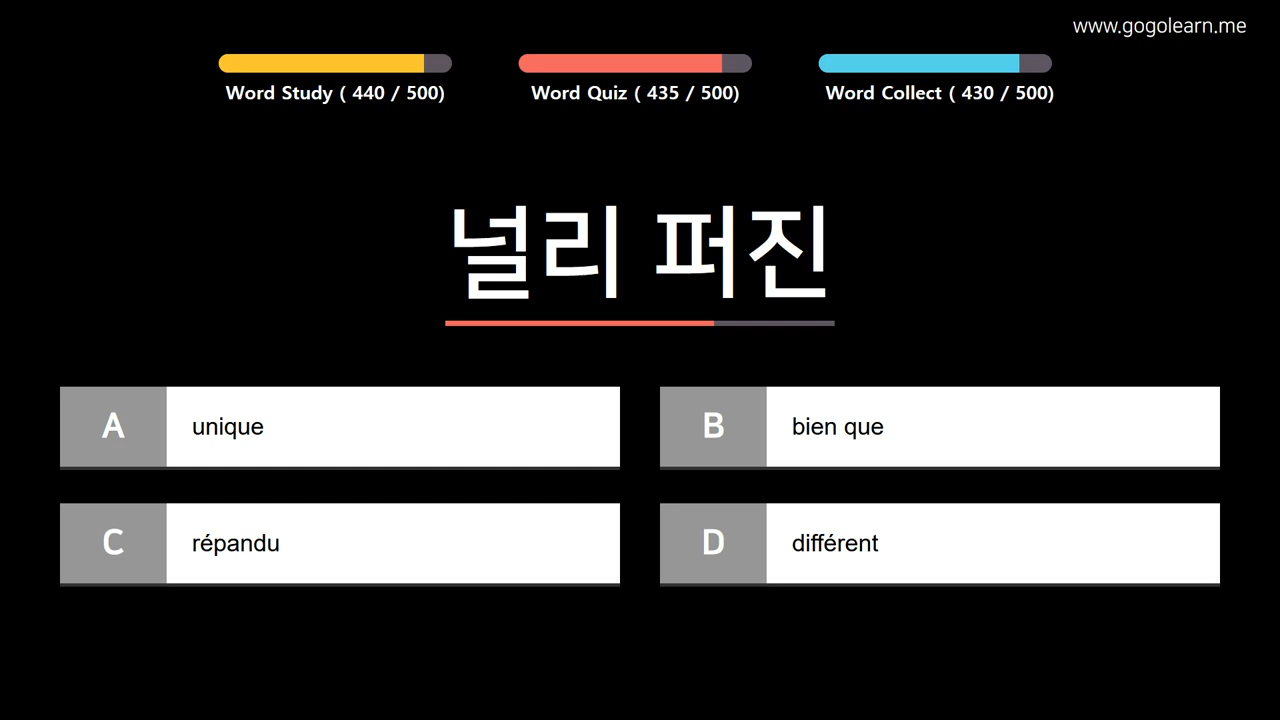 www.gogolearn.me
Word Study ( 440 / 500)
Word Quiz ( 435 / 500)
Word Collect ( 430 / 500)
널리 퍼진
A unique
B bien que
C répandu
D différent